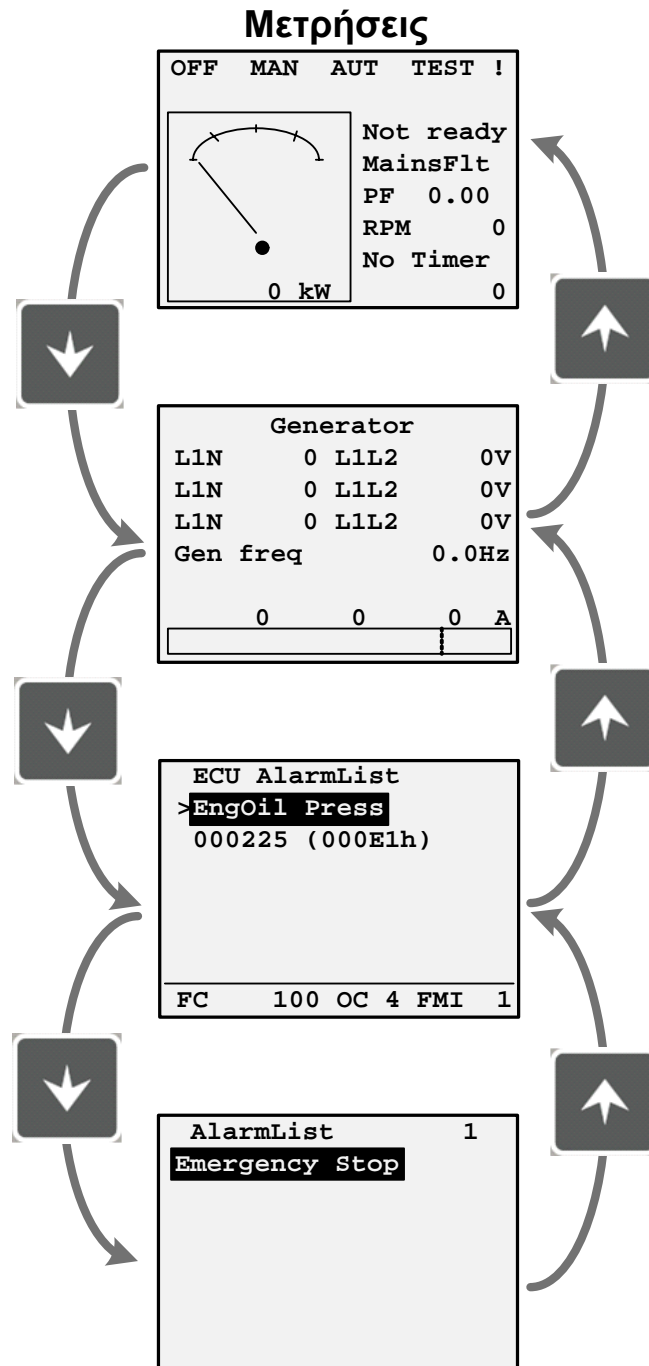 Μετρήσεις
OFF MAN AUT TEST !
Not ready
MainsFlt
PF 0.00
RPM 0
No Timer
0 kW 0
Generator
L1N 0 L1L2 0V
L1N 0 L1L2 0V
L1N 0 L1L2 0V
Gen freq 0.0Hz
0 0 0 A
ECU AlarmList
>EngOil Press
000225 (000E1h)
FC 100 OC 4 FMI 1
AlarmList 1
Emergency Stop